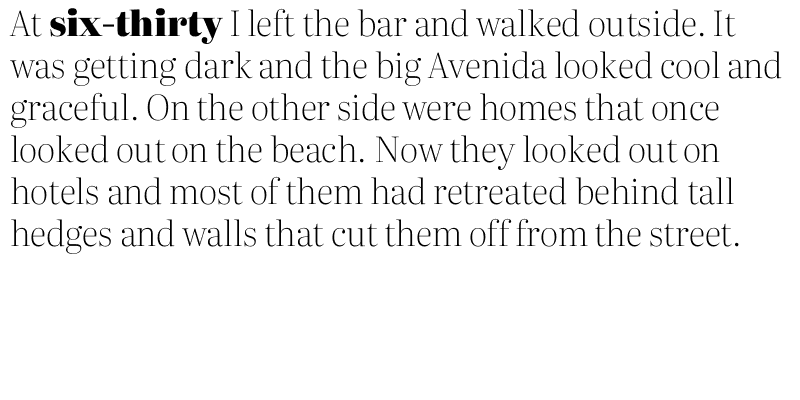 At six-thirty I left the bar and walked outside. It
was getting dark and the big Avenida looked cool and
graceful. On the other side were homes that once
looked out on the beach. Now they looked out on
hotels and most of them had retreated behind tall
hedges and walls that cut them off from the street.